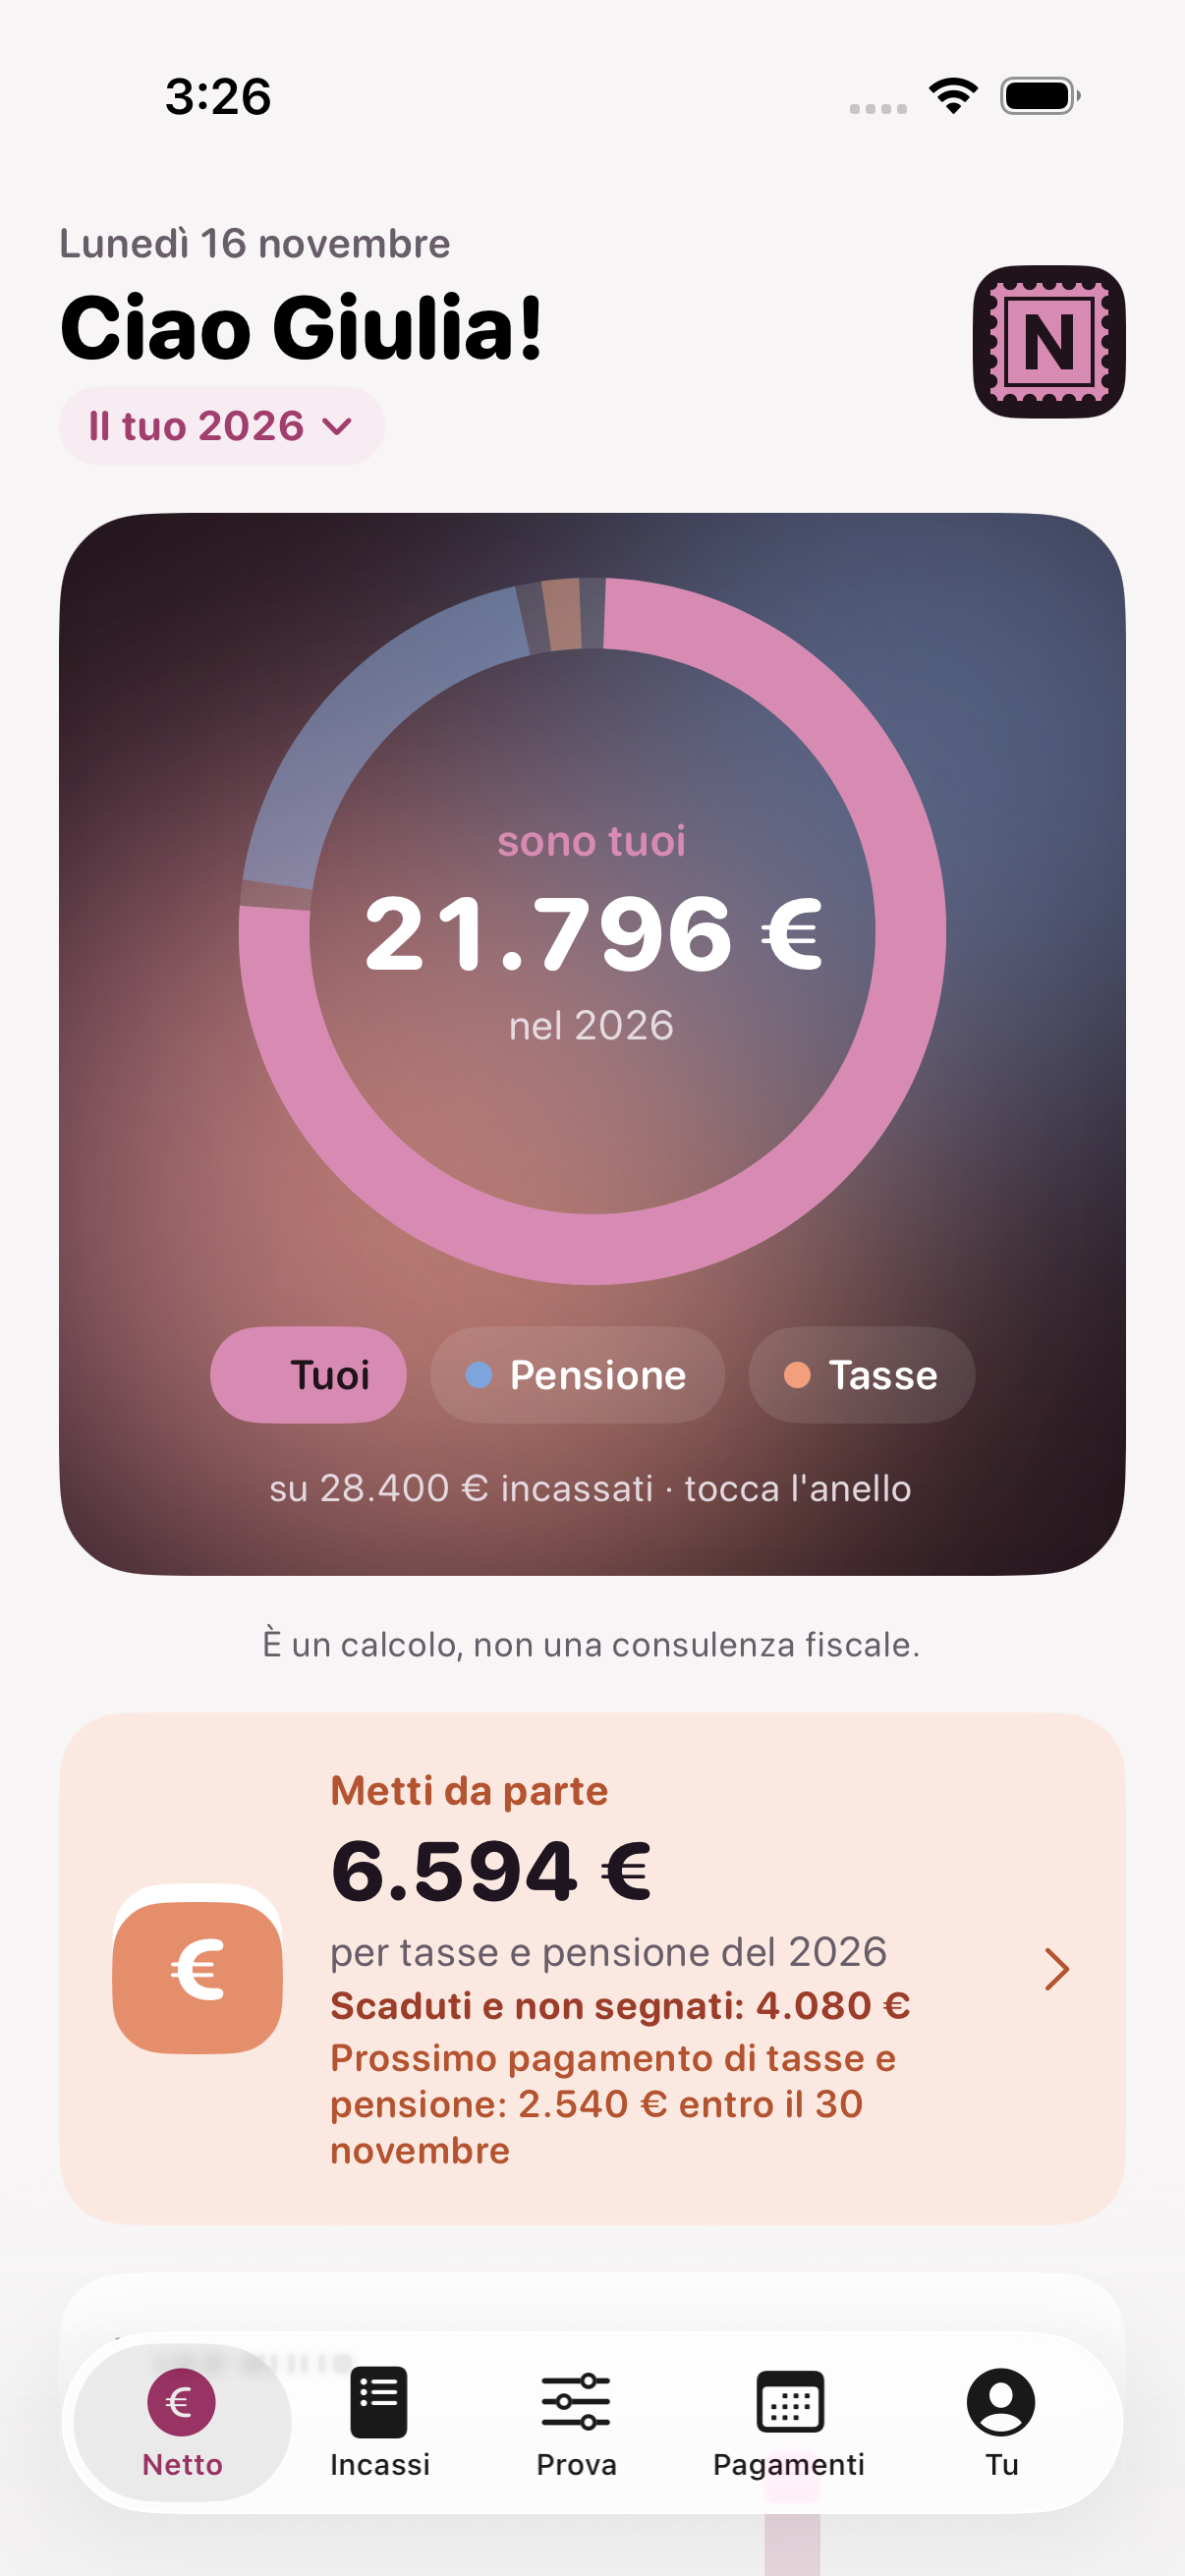 3:26
Lunedì 16 novembre
Ciao Giulia!
N
Il tuo 2026
sono tuoi
21.796 €
nel 2026
Tuoi
Pensione
Tasse
su 28.400 € incassati · tocca l'anello
È un calcolo, non una consulenza fiscale.
Metti da parte
6.594 €
€
per tasse e pensione del 2026
Scaduti e non segnati: 4.080 €
Prossimo pagamento di tasse e
pensione: 2.540 € entro il 30
novembre
€
Netto
Incassi
Prova
Pagamenti
Tu